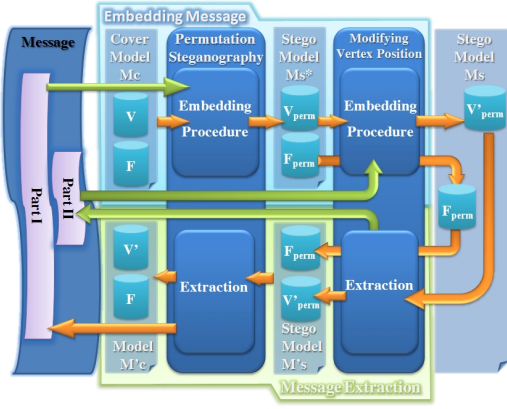 Embedding Message
Message
Part I
Part II
Cover
Model
Mc
V
F
Permutation
Steganography
Embedding
Procedure
Stego
Model
Ms*
Vperm
Fperm
Modifying
Vertex Position
Embedding
Procedure
Stego
Model
Ms
V'perm
Fperm
V'
F
Model
M'c
Extraction
Fperm
V'perm
Stego
Model
M's
Extraction
Message Extraction